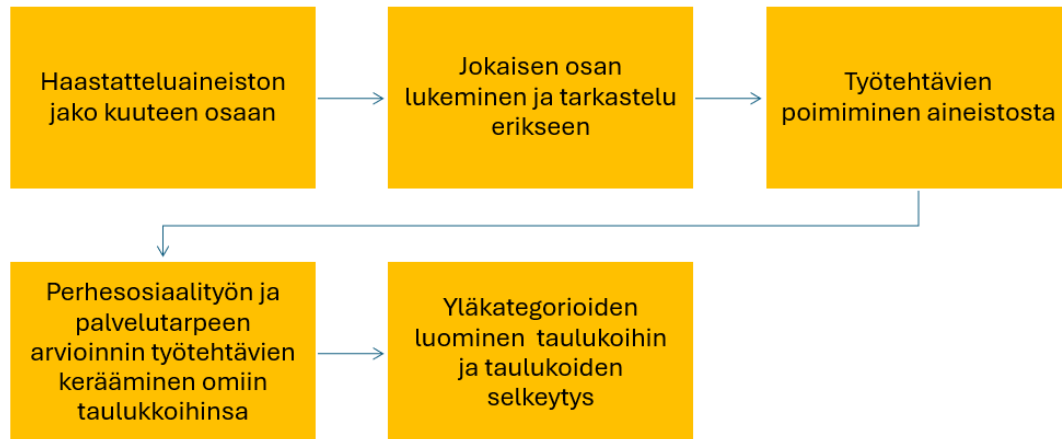 Haastatteluaineiston
jako kuuteen osaan
Jokaisen osan
lukeminen ja tarkastelu
erikseen
Työtehtävien
poimiminen aineistosta
Perhesosiaalityön ja
palvelutarpeen
arvioinnin työtehtävien
kerääminen omiin
taulukkoihinsa
Yläkategorioiden
luominen taulukoihin
ja taulukoiden
selkeytys